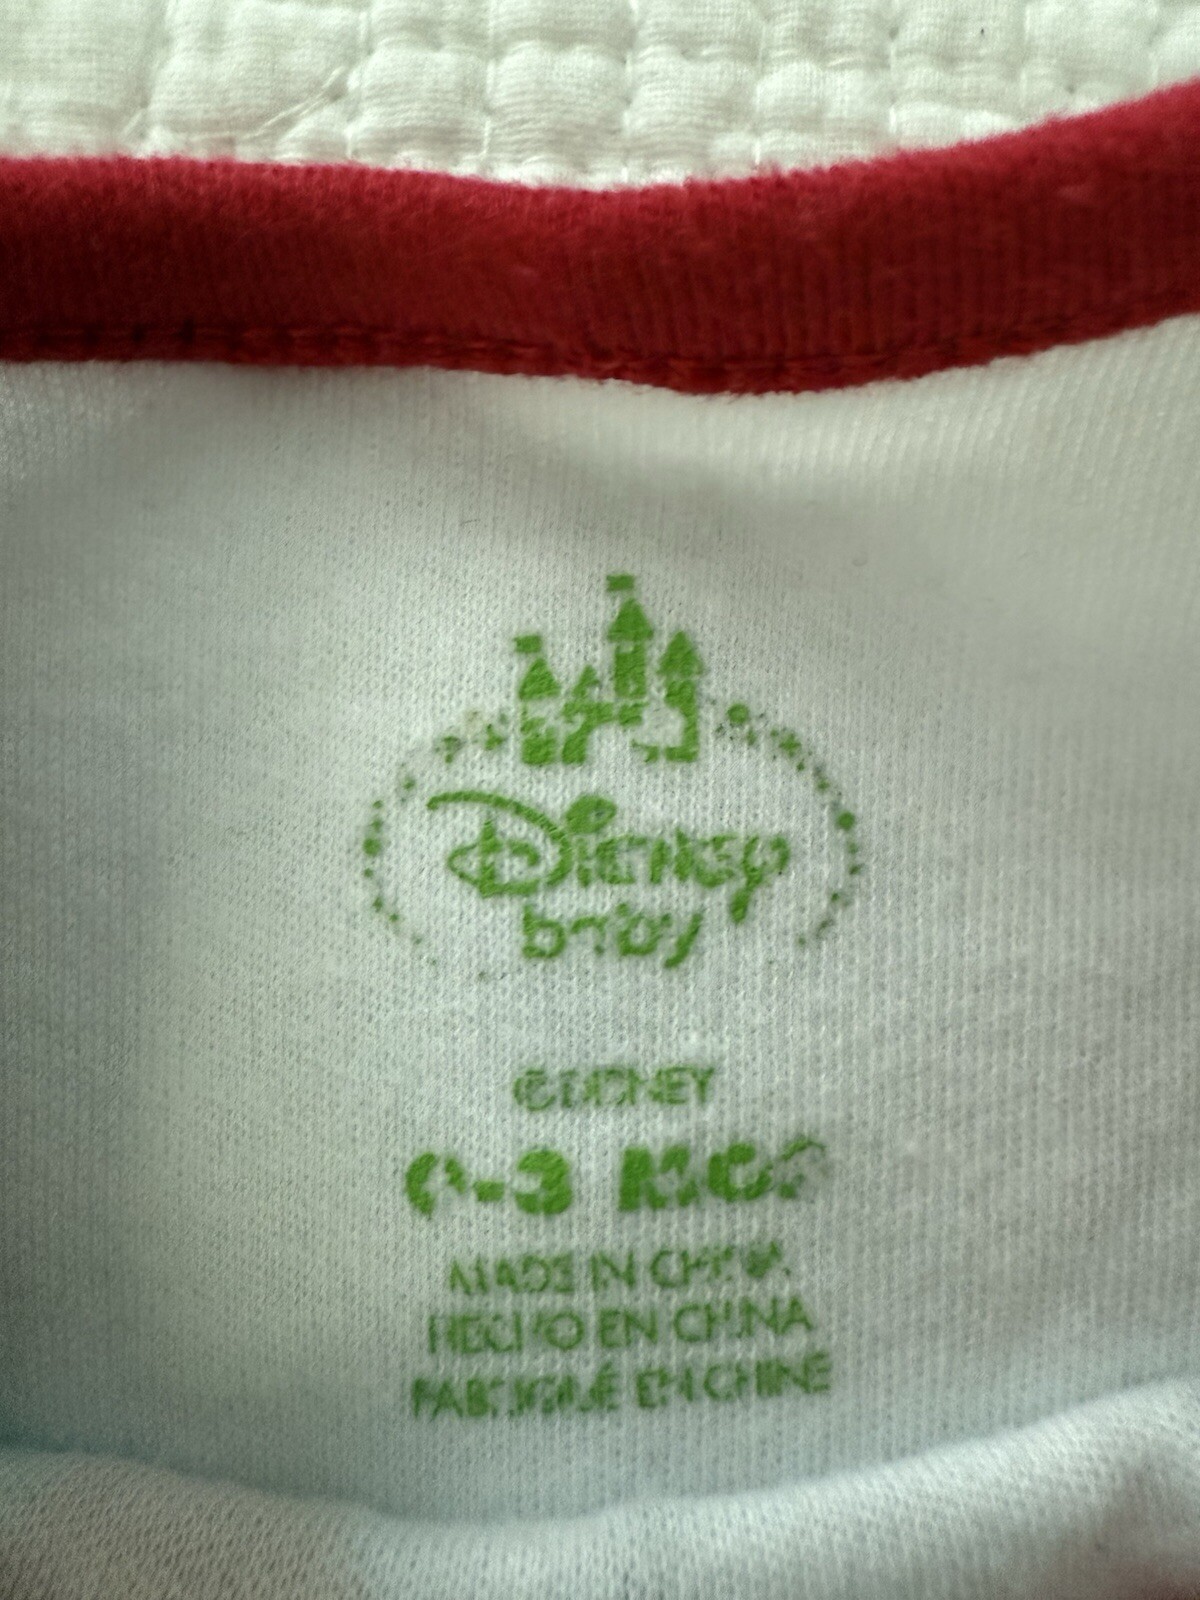 Disney
baby
©DISNEY
0-3 MOS
MADE IN CHINA
HECHO EN CHINA
FABRIQUÉ EN CHINE